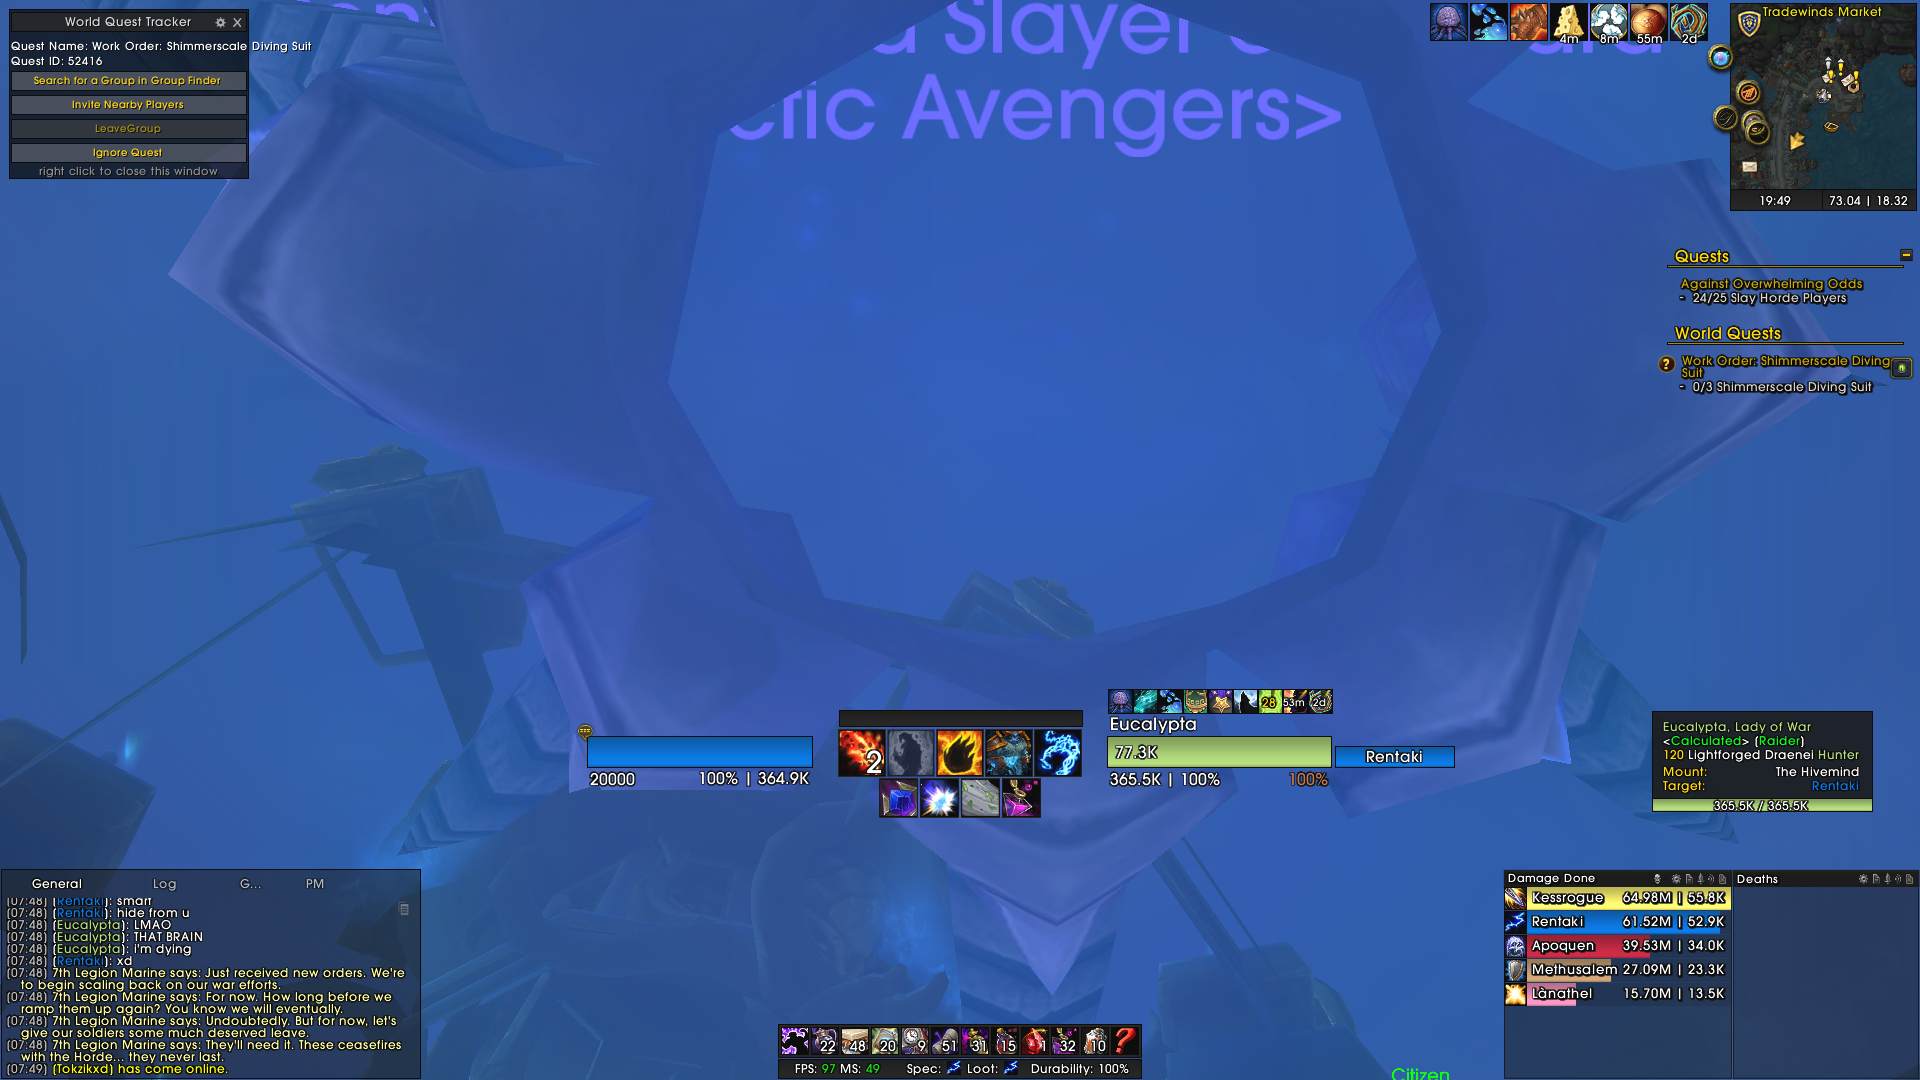 World Quest Tracker
Quest Name: Work Order: Shimmerscale Diving Suit
Quest ID: 52416
Search for a Group in Group Finder
Invite Nearby Players
LeaveGroup
Ignore Quest
right click to close this window
Slayer
Avengers>
4m
8m
55m
2d
Tradewinds Market
19:49
73.04 | 18.32
Quests
Against Overwhelming Odds
- 24/25 Slay Horde Players
World Quests
Work Order: Shimmerscale Diving
Suit
- 0/3 Shimmerscale Diving Suit
28
53m
2d
Eucalypta
77.3K
365.5K | 100%
100%
Rentaki
20000
100% | 364.9K
2
Eucalypta, Lady of War
<Calculated> (Raider)
120 Lightforged Draenei Hunter
Mount: The Hivemind
Target: Rentaki
365.5K / 365.5K
General
Log
G...
PM
(07:48) (Rentaki): smart
(07:48) (Rentaki): hide from u
(07:48) (Eucalypta): LMAO
(07:48) (Eucalypta): THAT BRAIN
(07:48) (Eucalypta): i'm dying
(07:48) (Rentaki): xd
(07:48) 7th Legion Marine says: Just received new orders. We're
to begin scaling back on our war efforts.
(07:48) 7th Legion Marine says: For now. How long before we
ramp them up again? You know we will eventually.
(07:48) 7th Legion Marine says: Undoubtedly. But for now, let's
give our soldiers some much deserved leave.
(07:48) 7th Legion Marine says: They'll need it. These ceasefires
with the Horde... they never last.
(07:49) (Tokzikxd) has come online.
22
48
20
9
51
31
15
1
32
10
FPS: 97 MS: 49
Spec:
Loot:
Durability: 100%
Damage Done
Kessrogue 64.98M | 55.8K
Rentaki 61.52M | 52.9K
Apoquen 39.53M | 34.0K
Methusalem 27.09M | 23.3K
Lànathel 15.70M | 13.5K
Deaths
Citizen